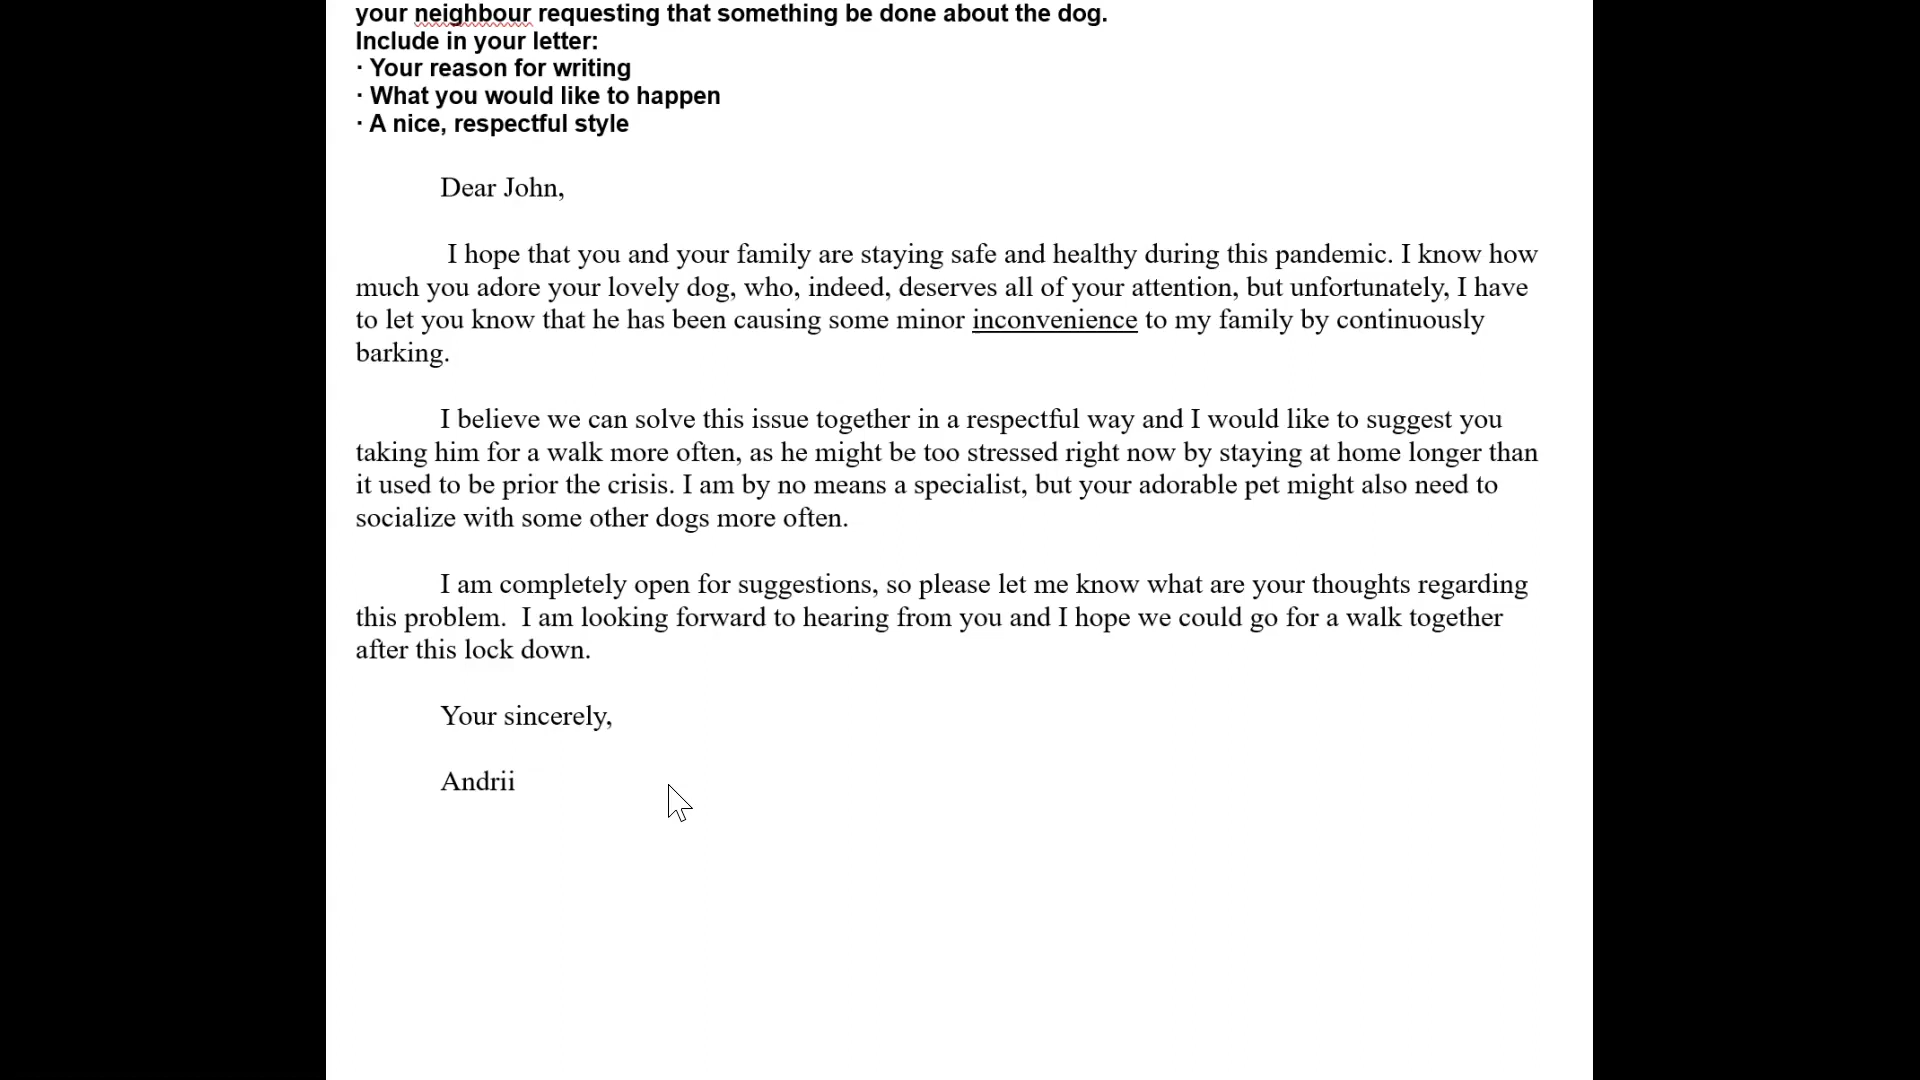 your neighbour requesting that something be done about the dog.
Include in your letter:
· Your reason for writing
· What you would like to happen
· A nice, respectful style
Dear John,
I hope that you and your family are staying safe and healthy during this pandemic. I know how
much you adore your lovely dog, who, indeed, deserves all of your attention, but unfortunately, I have
to let you know that he has been causing some minor inconvenience to my family by continuously
barking.
I believe we can solve this issue together in a respectful way and I would like to suggest you
taking him for a walk more often, as he might be too stressed right now by staying at home longer than
it used to be prior the crisis. I am by no means a specialist, but your adorable pet might also need to
socialize with some other dogs more often.
I am completely open for suggestions, so please let me know what are your thoughts regarding
this problem.  I am looking forward to hearing from you and I hope we could go for a walk together
after this lock down.
Your sincerely,
Andrii